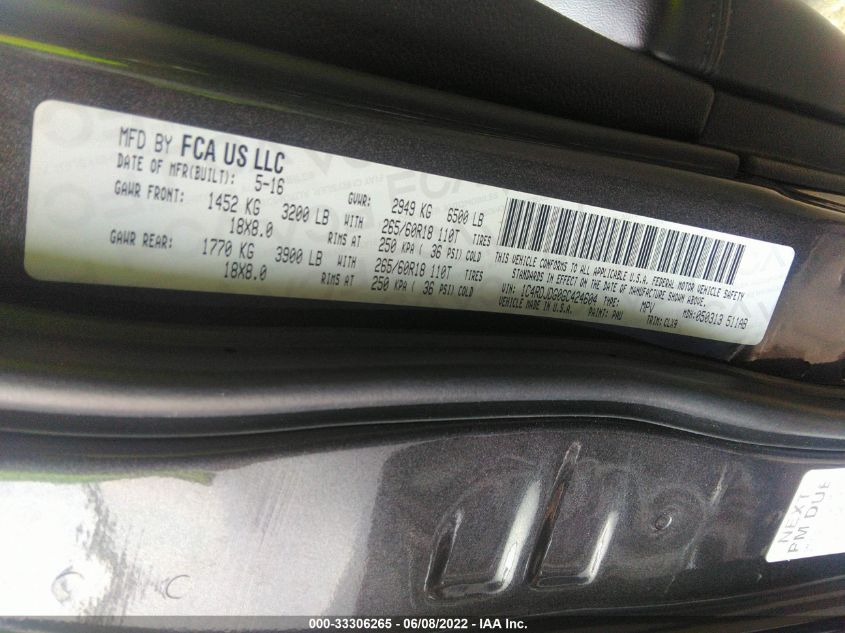 MFD BY FCA US LLC
DATE OF MFR(BUILT): 5-16
GVWR: 2949 KG 6500 LB
GAWR FRONT: 1452 KG 3200 LB WITH 265/60R18 110T TIRES
18X8.0 RIMS AT 250 KPA ( 36 PSI) COLD
GAWR REAR: 1770 KG 3900 LB WITH 265/60R18 110T TIRES
18X8.0 RIMS AT 250 KPA ( 36 PSI) COLD
THIS VEHICLE CONFORMS TO ALL APPLICABLE
U.S.A. FEDERAL MOTOR VEHICLE SAFETY
STANDARDS IN EFFECT ON THE DATE OF MANUFACTURE SHOWN ABOVE.
VIN: 1C4RDJDG0GC424604 TYPE: MPV MDH: 050313 511AB
VEHICLE MADE IN U.S.A. PAINT: PAU TRIM: CLX9
NEXT
PM DUE
000-33306265 - 06/08/2022 - IAA Inc.